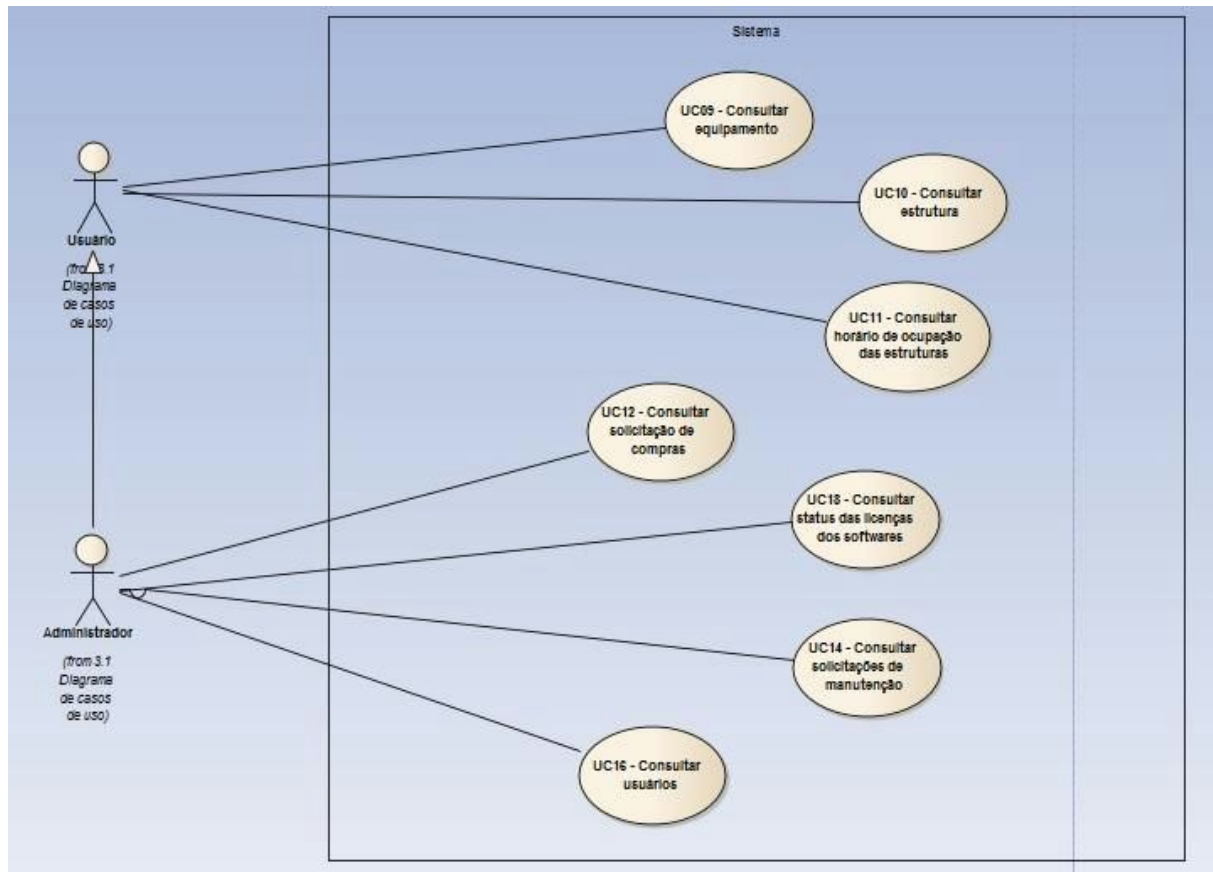 Sistema
UC09 - Consultar
equipamento
UC10 - Consultar
estrutura
Usuário
(from 3.1
Diagrama
de casos
de uso)
UC11 - Consultar
horário de ocupação
das estruturas
UC12 - Consultar
solicitação de
compras
UC18 - Consultar
status das licenças
dos softwares
Administrador
(from 3.1
Diagrama
de casos
de uso)
UC14 - Consultar
solicitações de
manutenção
UC16 - Consultar
usuários